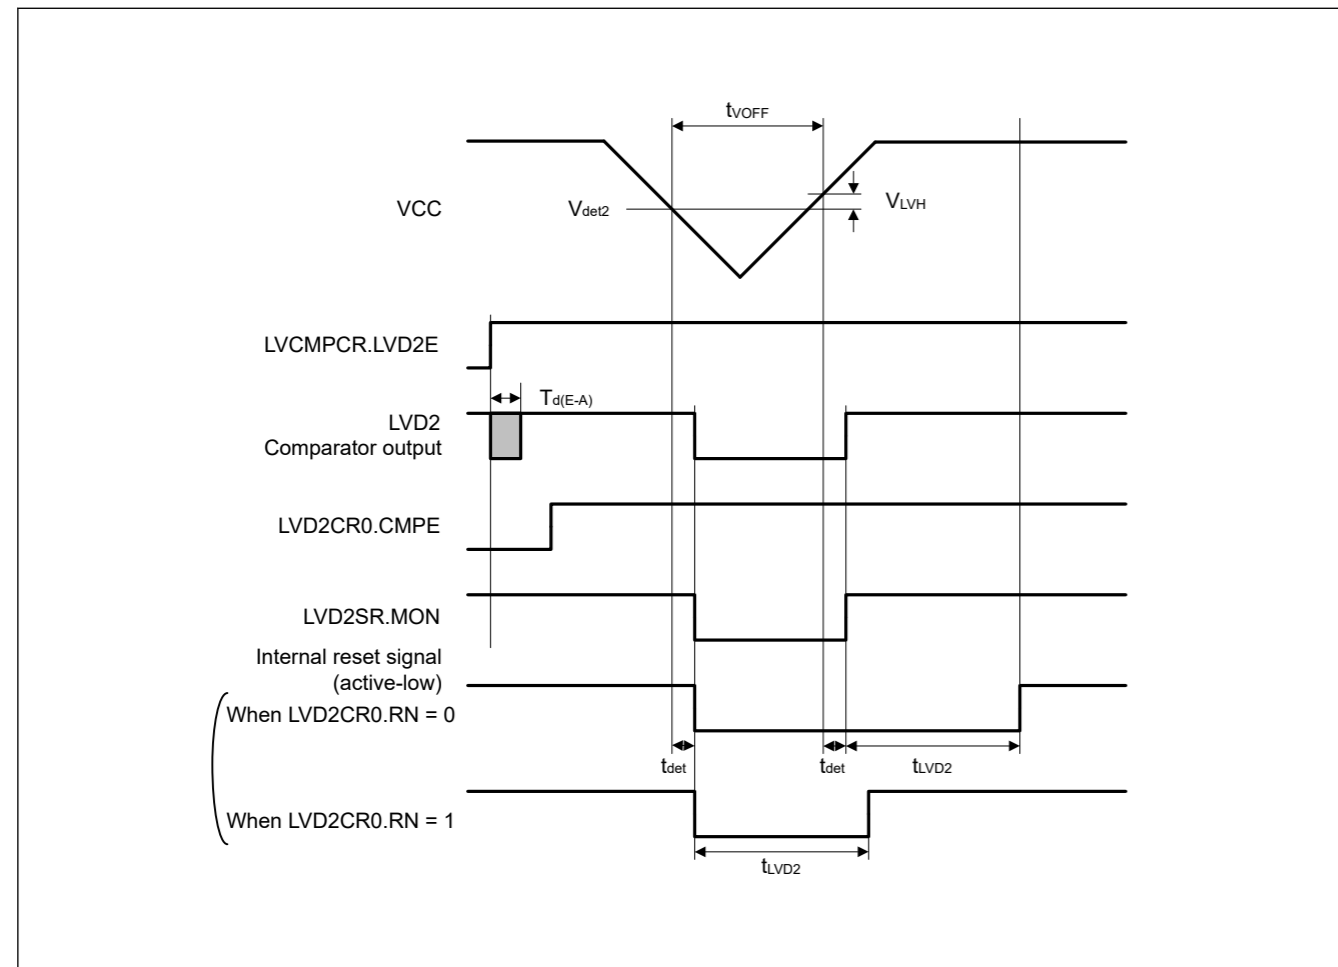 tVOFF
VCC
Vdet2
VLVH
LVCMPCR.LVD2E
Td(E-A)
LVD2
Comparator output
LVD2CR0.CMPE
LVD2SR.MON
Internal reset signal
(active-low)
When LVD2CR0.RN = 0
tdet
tdet
tLVD2
When LVD2CR0.RN = 1
tLVD2